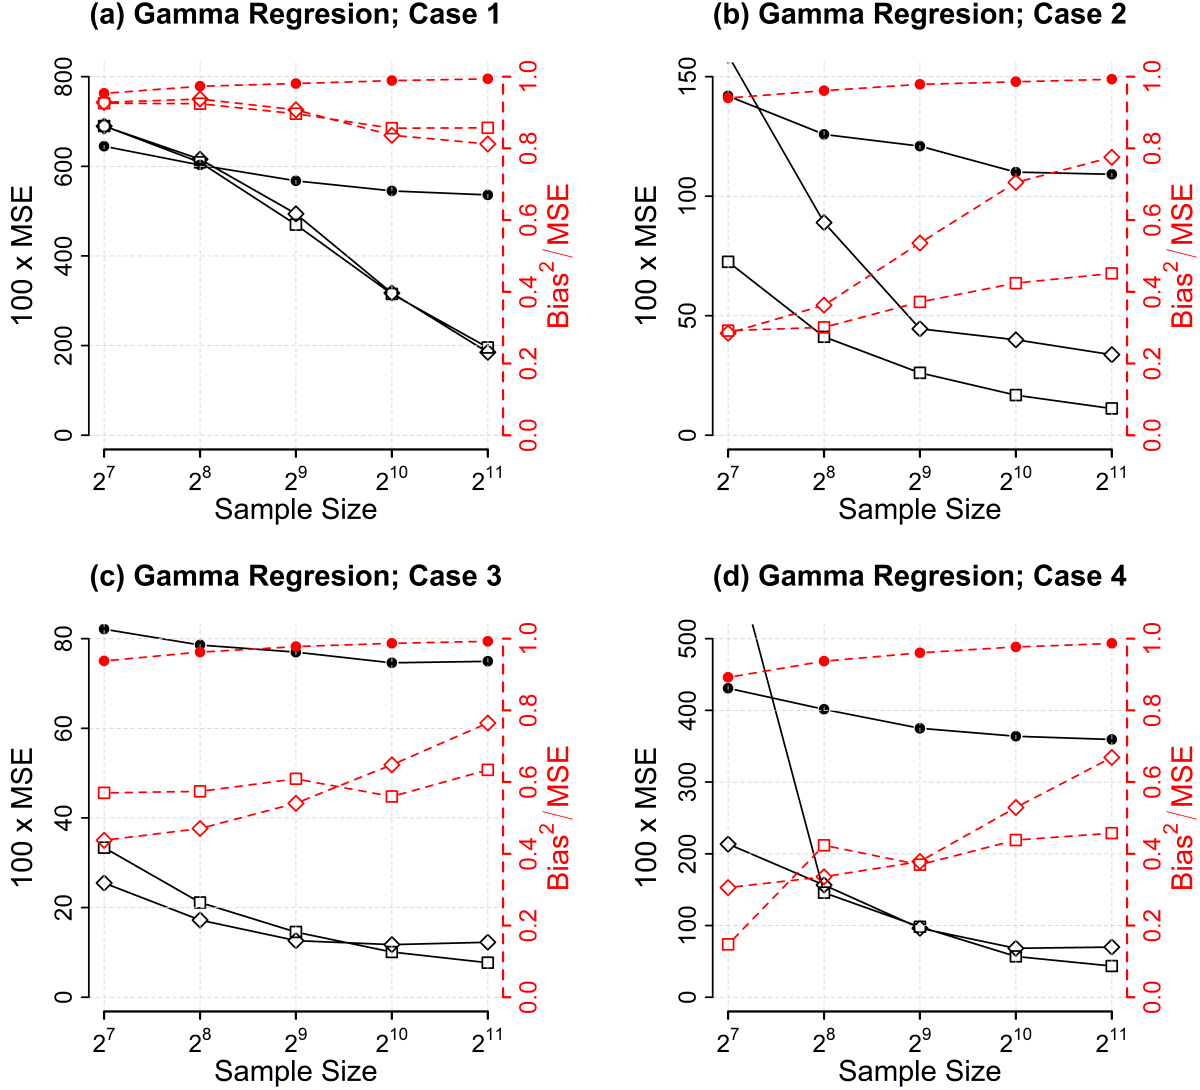 (a) Gamma Regresion; Case 1
100 x MSE
0 200 400 600 800
0.0 0.2 0.4 0.6 0.8 1.0
Bias² / MSE
2⁷ 2⁸ 2⁹ 2¹⁰ 2¹¹
Sample Size
(b) Gamma Regresion; Case 2
100 x MSE
0 50 100 150
0.0 0.2 0.4 0.6 0.8 1.0
Bias² / MSE
2⁷ 2⁸ 2⁹ 2¹⁰ 2¹¹
Sample Size
(c) Gamma Regresion; Case 3
100 x MSE
0 20 40 60 80
0.0 0.2 0.4 0.6 0.8 1.0
Bias² / MSE
2⁷ 2⁸ 2⁹ 2¹⁰ 2¹¹
Sample Size
(d) Gamma Regresion; Case 4
100 x MSE
0 100 200 300 400 500
0.0 0.2 0.4 0.6 0.8 1.0
Bias² / MSE
2⁷ 2⁸ 2⁹ 2¹⁰ 2¹¹
Sample Size